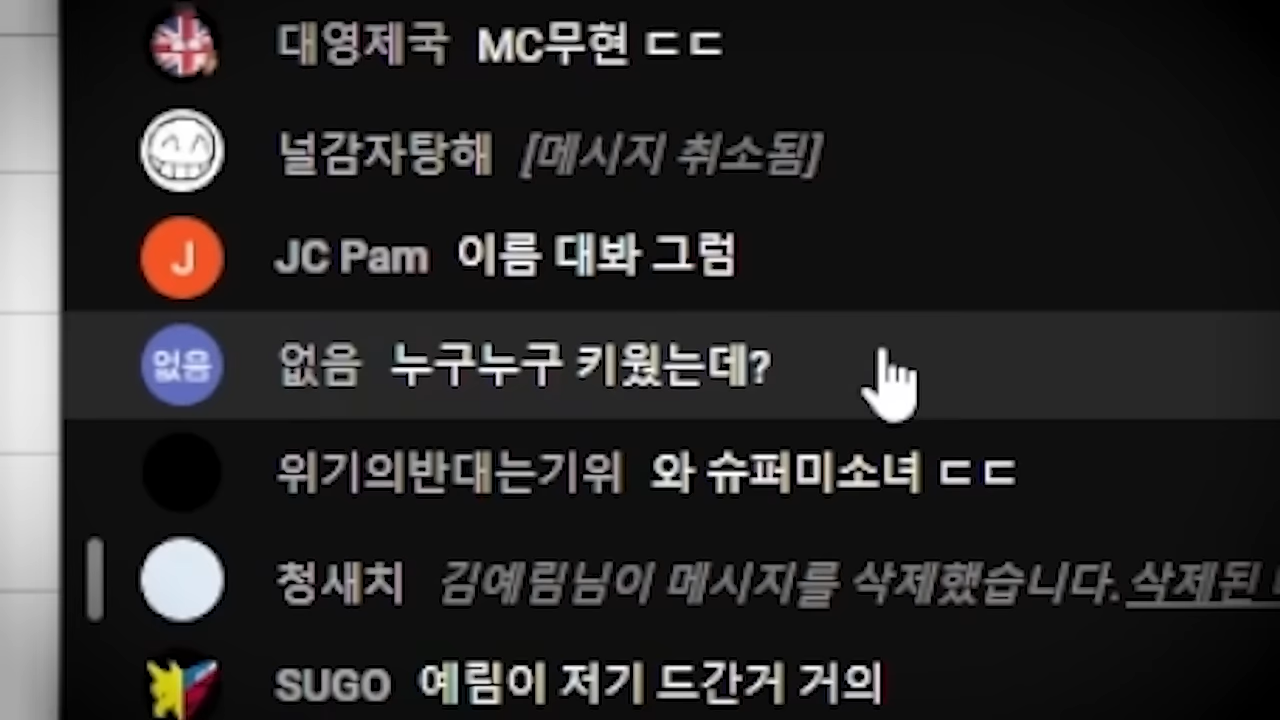 대영제국 MC무현 ㄷㄷ
널감자탕해 [메시지 취소됨]
J JC Pam 이름 대봐 그럼
없음 없음 누구누구 키웠는데?
위기의반대는기위 와 슈퍼미소녀 ㄷㄷ
청새치 김예림님이 메시지를 삭제했습니다. 삭제된
SUGO 예림이 저기 드간거 거의